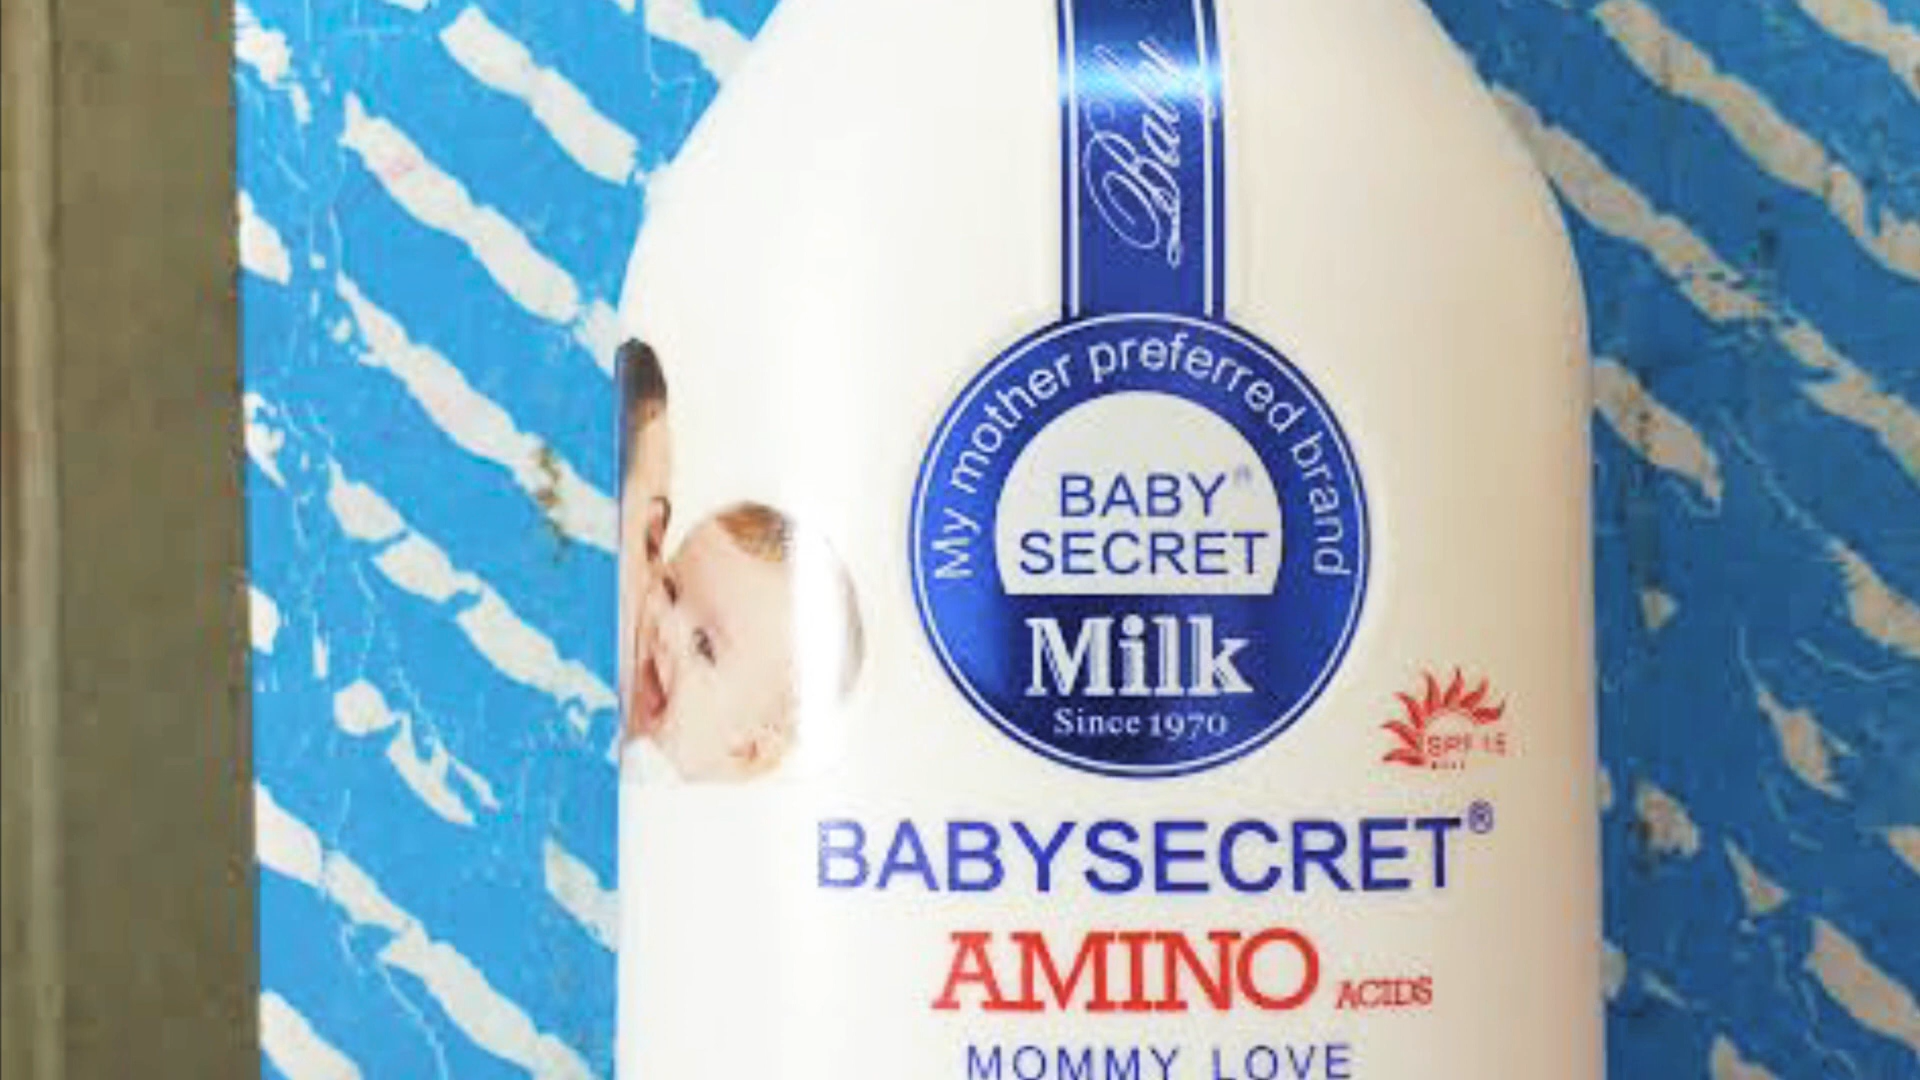 Baby
My mother preferred brand
BABY®
SECRET
Milk
Since 1970
SPF 15
BABYSECRET®
AMINO ACIDS
MOMMY LOVE